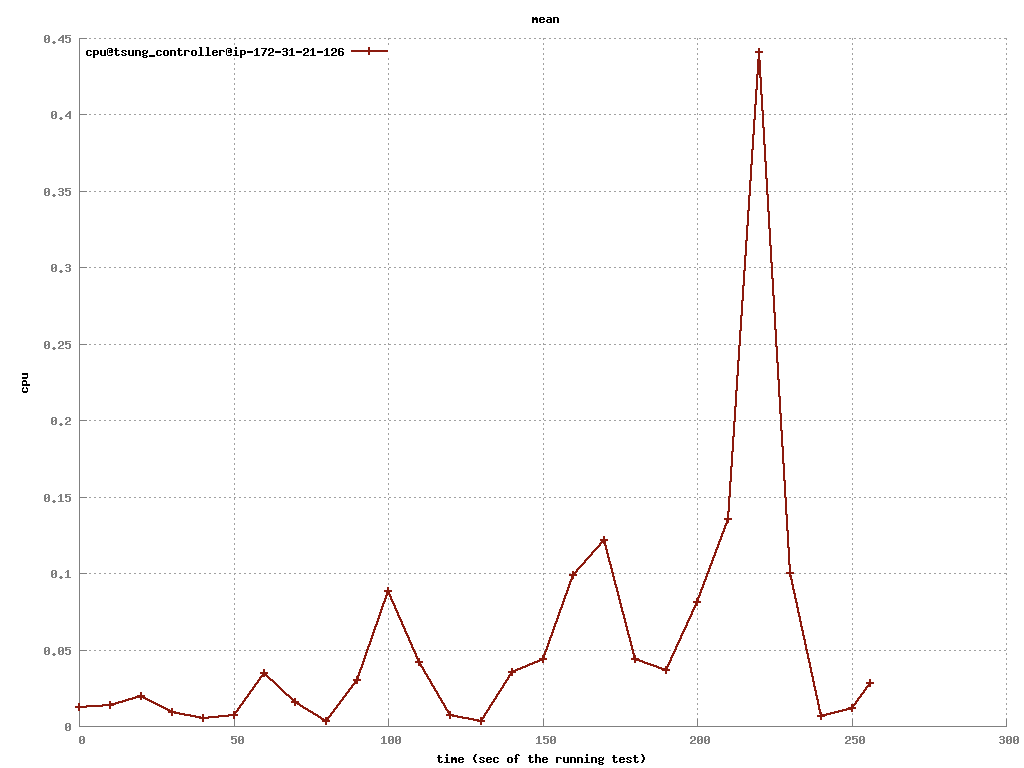 mean
cpu@tsung_controller@ip-172-31-21-126
0.45
0.4
0.35
0.3
0.25
0.2
0.15
0.1
0.05
0
cpu
0 50 100 150 200 250 300
time (sec of the running test)